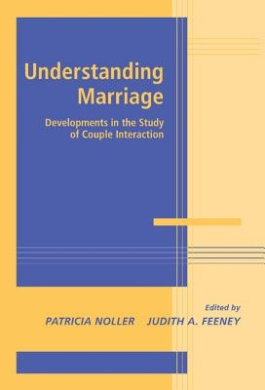 Understanding
Marriage
Developments in the Study
of Couple Interaction
Edited by
PATRICIA NOLLER JUDITH A. FEENEY